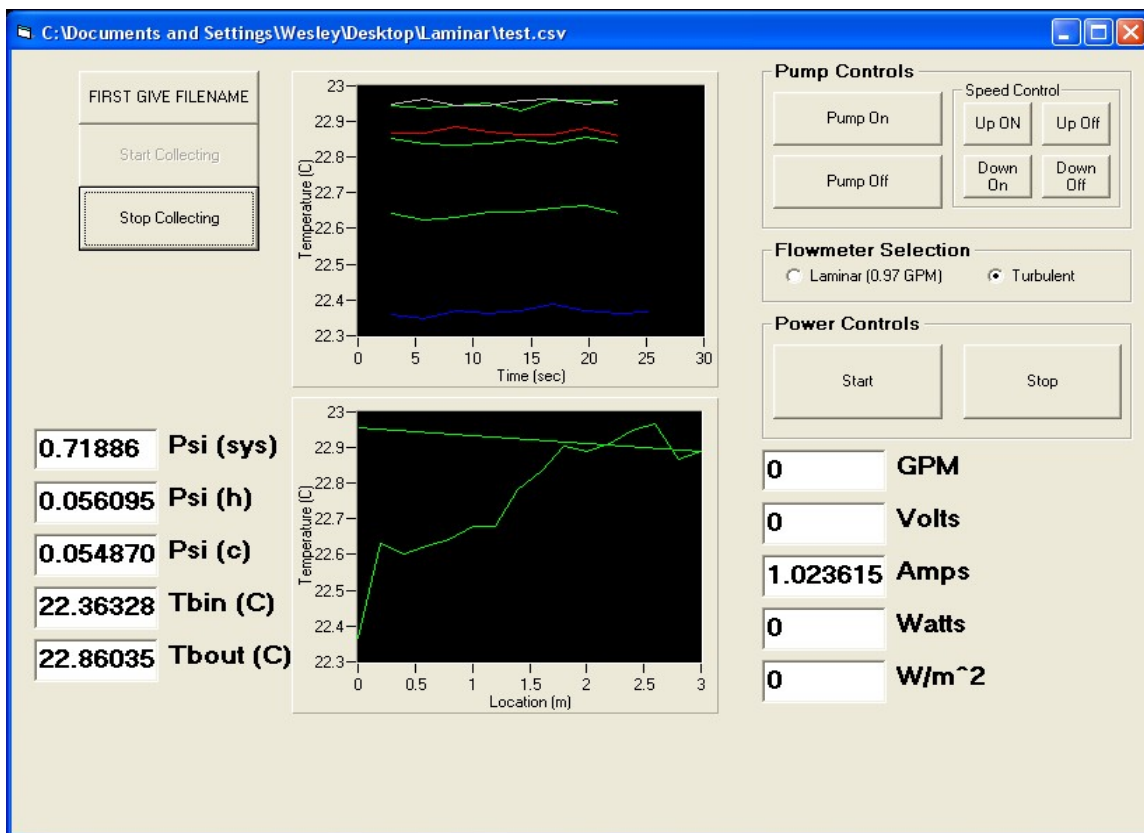 C:\Documents and Settings\Wesley\Desktop\Laminar\test.csv
FIRST GIVE FILENAME
Start Collecting
Stop Collecting
Temperature (C)
23
22.9
22.8
22.7
22.6
22.5
22.4
22.3
0 5 10 15 20 25 30
Time (sec)
Temperature (C)
23
22.9
22.8
22.7
22.6
22.5
22.4
22.3
0 0.5 1 1.5 2 2.5 3
Location (m)
0.71886 Psi (sys)
0.056095 Psi (h)
0.054870 Psi (c)
22.36328 Tbin (C)
22.86035 Tbout (C)
Pump Controls
Pump On
Pump Off
Speed Control
Up ON Up Off
Down
On
Down
Off
Flowmeter Selection
Laminar (0.97 GPM) Turbulent
Power Controls
Start Stop
0 GPM
0 Volts
1.023615 Amps
0 Watts
0 W/m^2